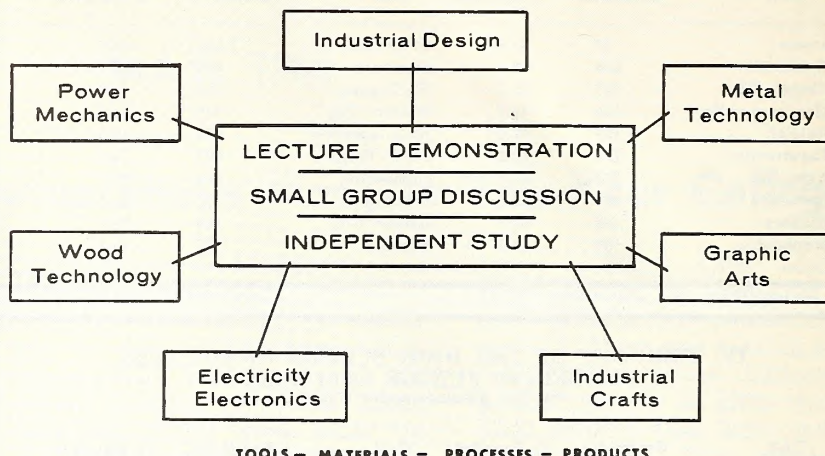 Industrial Design
Power
Mechanics
Metal
Technology
LECTURE DEMONSTRATION
SMALL GROUP DISCUSSION
INDEPENDENT STUDY
Wood
Technology
Graphic
Arts
Electricity
Electronics
Industrial
Crafts
TOOLS – MATERIALS – PROCESSES – PRODUCTS